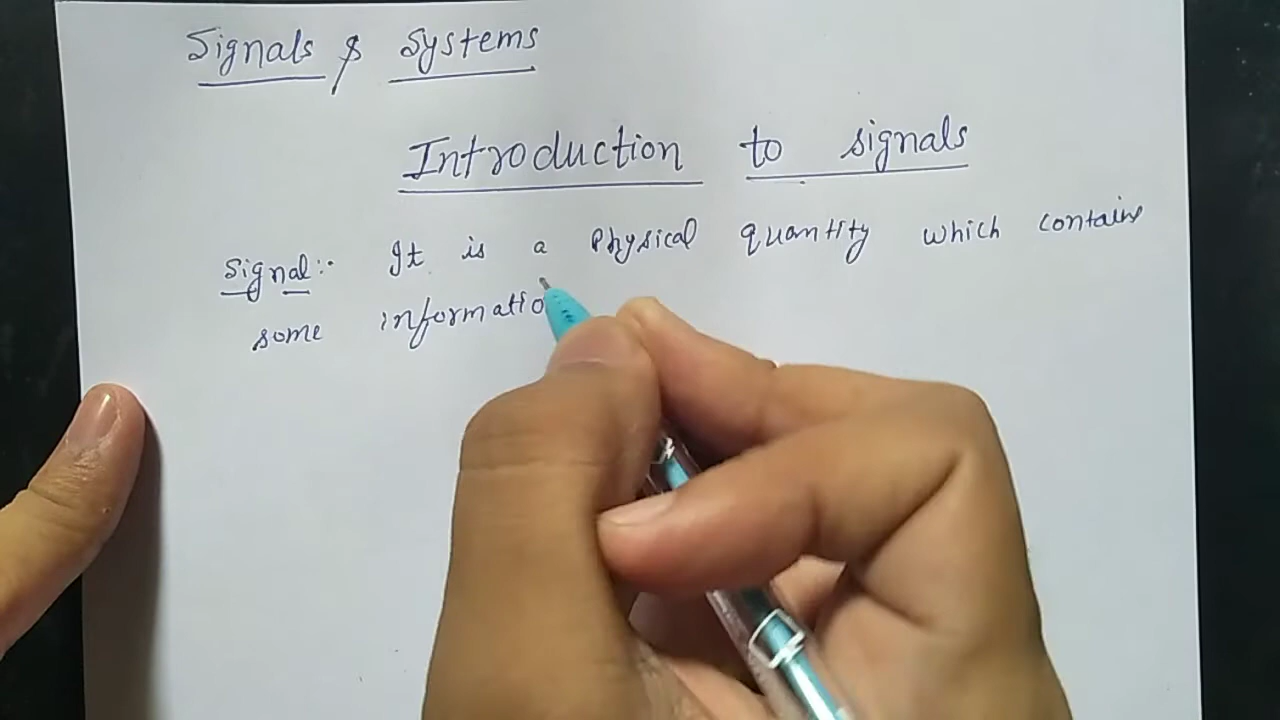 Signals & Systems
Introduction to signals
Signal:- It is a Physical quantity which contains
some informatio